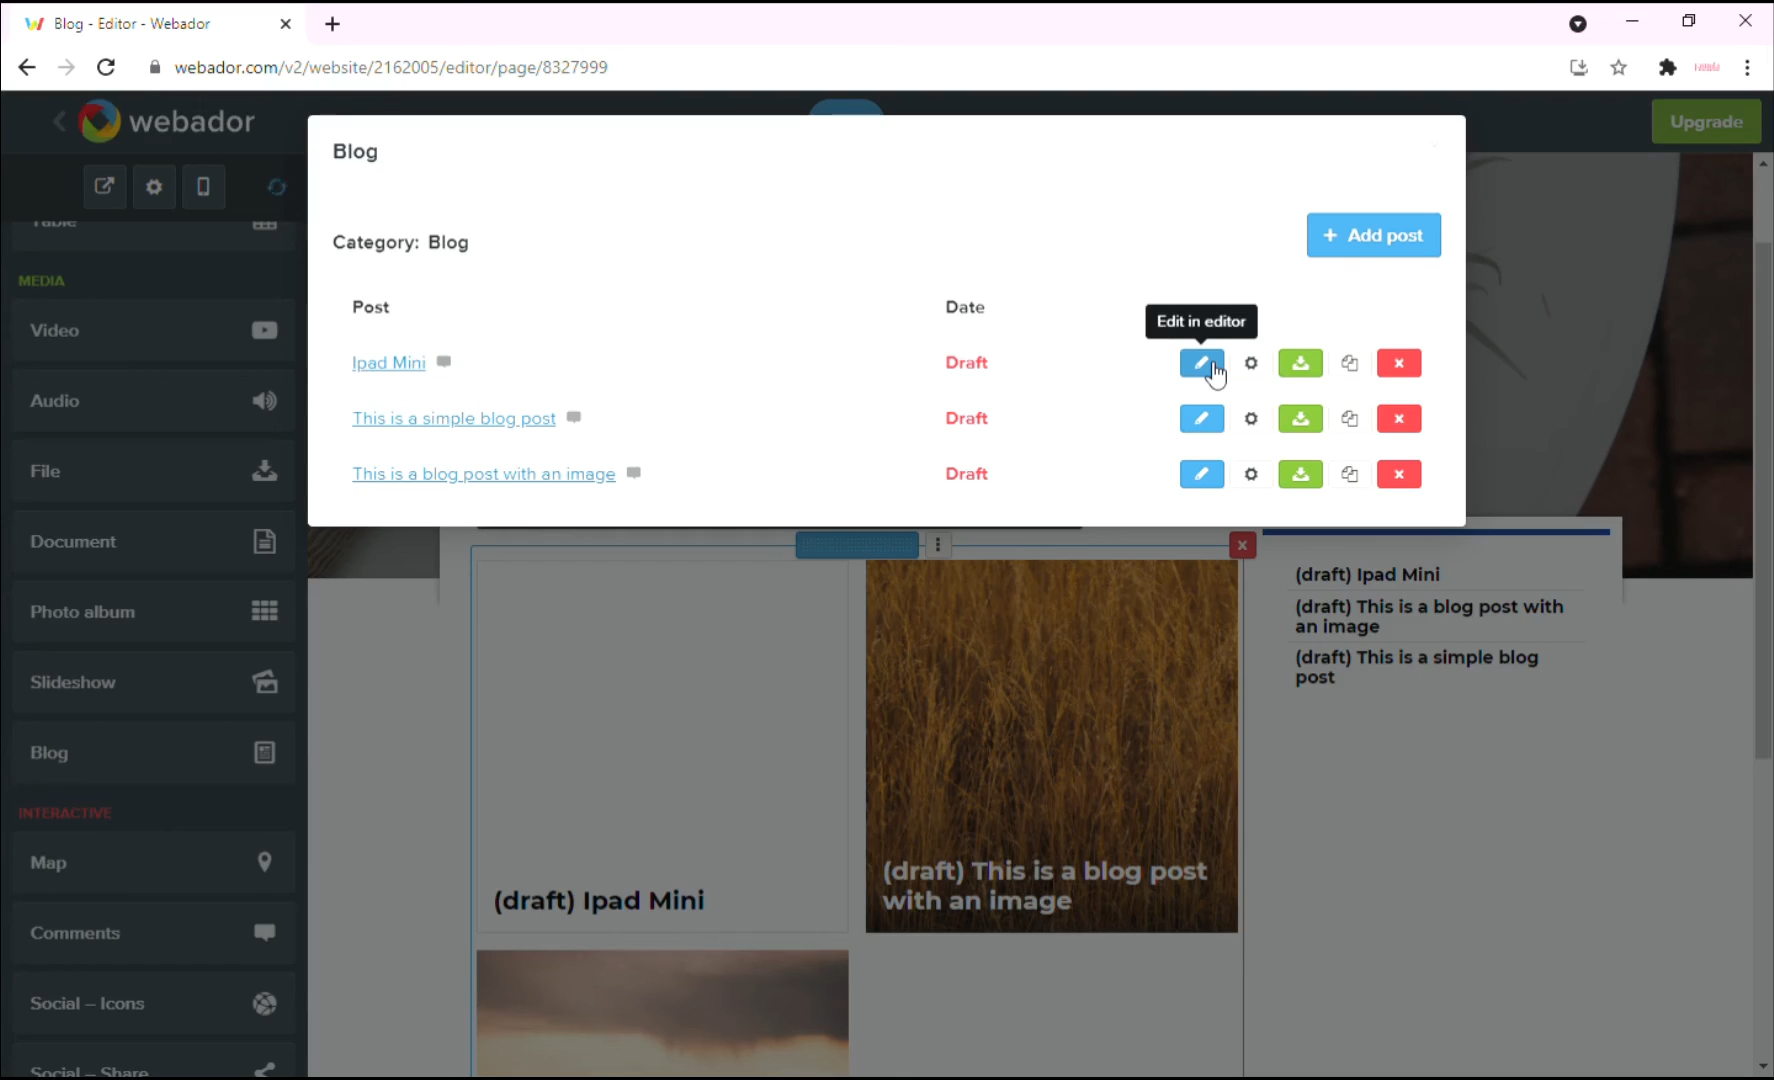 Blog - Editor - Webador
webador.com/v2/website/2162005/editor/page/8327999
webador
Upgrade
Table
MEDIA
Video
Audio
File
Document
Photo album
Slideshow
Blog
INTERACTIVE
Map
Comments
Social – Icons
Social – Share
Blog
Category: Blog
+ Add post
Post
Date
Edit in editor
Ipad Mini
Draft
This is a simple blog post
Draft
This is a blog post with an image
Draft
(draft) Ipad Mini
(draft) This is a blog post
with an image
(draft) Ipad Mini
(draft) This is a blog post with
an image
(draft) This is a simple blog
post